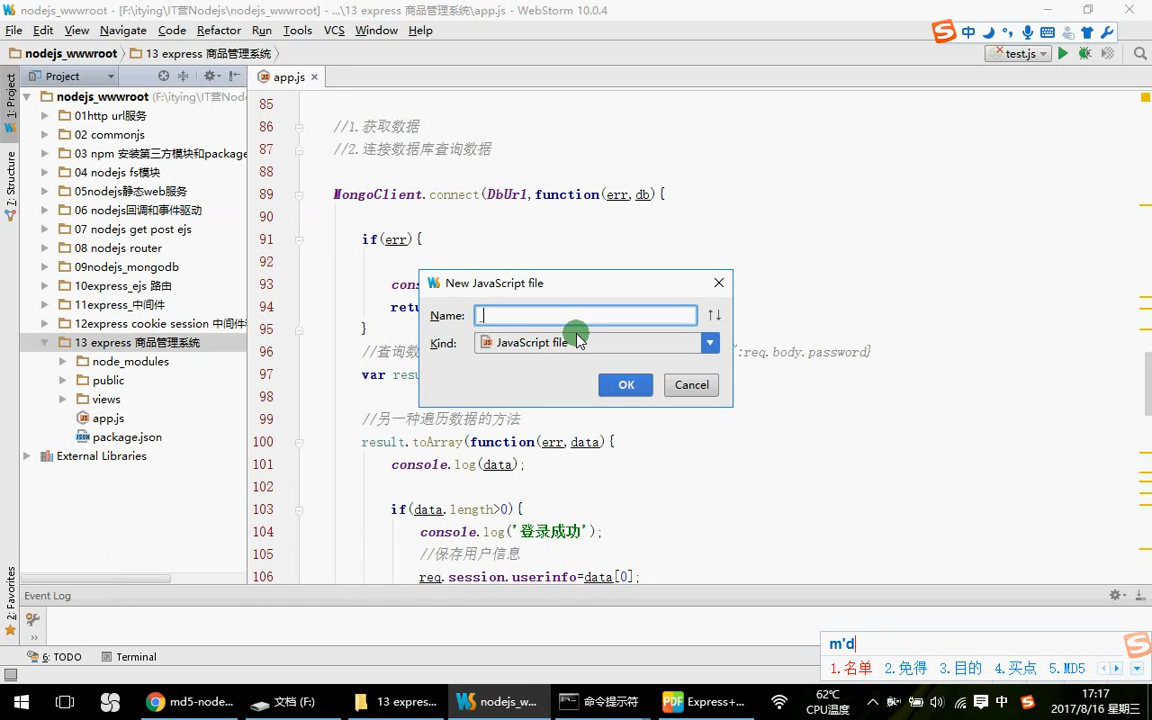 nodejs_wwwroot - [F:\itying\IT营Nodejs\nodejs_wwwroot] - ...\13 express 商品管理系统\app.js - WebStorm 10.0.4
File Edit View Navigate Code Refactor Run Tools VCS Window Help
中
nodejs_wwwroot 13 express 商品管理系统
test.js
Project
app.js
1: Project
7: Structure
2: Favorites
nodejs_wwwroot (F:\itying\IT营Nod
01http url服务
02 commonjs
03 npm 安装第三方模块和package
04 nodejs fs模块
05nodejs静态web服务
06 nodejs回调和事件驱动
07 nodejs get post ejs
08 nodejs router
09nodejs_mongodb
10express_ejs 路由
11express_中间件
12express cookie session 中间件
13 express 商品管理系统
node_modules
public
views
app.js
package.json
External Libraries
85
86 //1.获取数据
87 //2.连接数据库查询数据
88
89 MongoClient.connect(DbUrl,function(err,db){
90
91 if(err){
92
93 cons
94 retu
95 }
96 //查询数 :req.body.password}
97 var resu
98
99 //另一种遍历数据的方法
100 result.toArray(function(err,data){
101 console.log(data);
102
103 if(data.length>0){
104 console.log('登录成功');
105 //保存用户信息
106 req.session.userinfo=data[0];
New JavaScript file
Name:
Kind: JavaScript file
OK Cancel
Event Log
m'd
1.名单 2.免得 3.目的 4.买点 5.MD5
6: TODO Terminal
md5-node... 文档 (F:) 13 expres... nodejs_w... 命令提示符 Express+...
62℃
CPU温度
中
17:17
2017/8/16 星期三